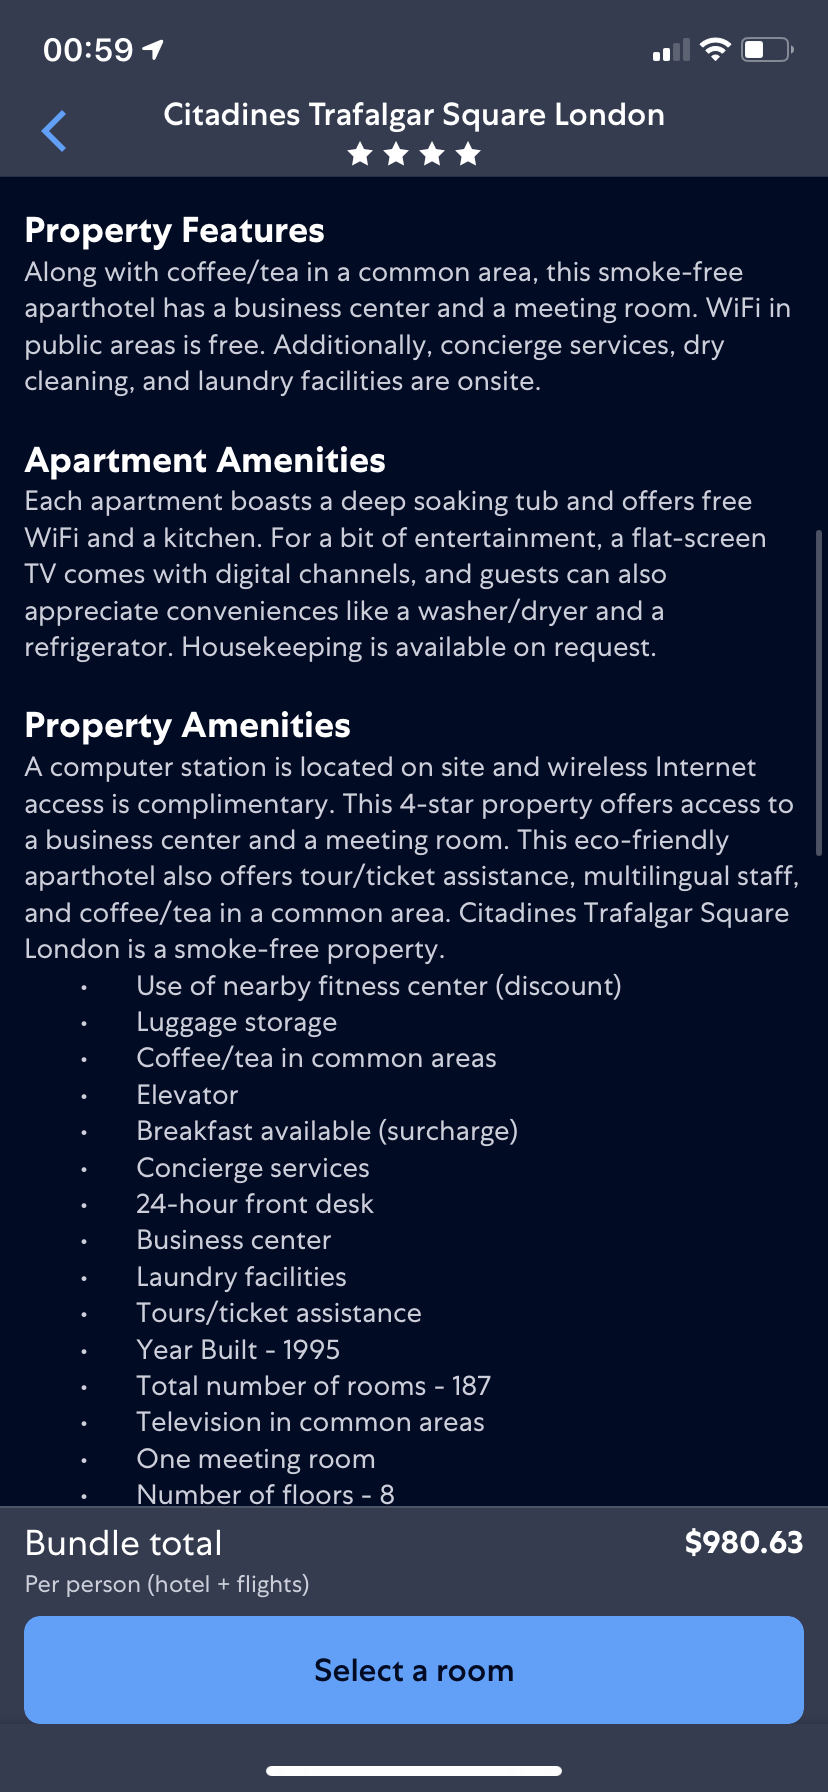 00:59
Citadines Trafalgar Square London
Property Features
Along with coffee/tea in a common area, this smoke-free
aparthotel has a business center and a meeting room. WiFi in
public areas is free. Additionally, concierge services, dry
cleaning, and laundry facilities are onsite.
Apartment Amenities
Each apartment boasts a deep soaking tub and offers free
WiFi and a kitchen. For a bit of entertainment, a flat-screen
TV comes with digital channels, and guests can also
appreciate conveniences like a washer/dryer and a
refrigerator. Housekeeping is available on request.
Property Amenities
A computer station is located on site and wireless Internet
access is complimentary. This 4-star property offers access to
a business center and a meeting room. This eco-friendly
aparthotel also offers tour/ticket assistance, multilingual staff,
and coffee/tea in a common area. Citadines Trafalgar Square
London is a smoke-free property.
• Use of nearby fitness center (discount)
• Luggage storage
• Coffee/tea in common areas
• Elevator
• Breakfast available (surcharge)
• Concierge services
• 24-hour front desk
• Business center
• Laundry facilities
• Tours/ticket assistance
• Year Built - 1995
• Total number of rooms - 187
• Television in common areas
• One meeting room
• Number of floors - 8
Bundle total $980.63
Per person (hotel + flights)
Select a room